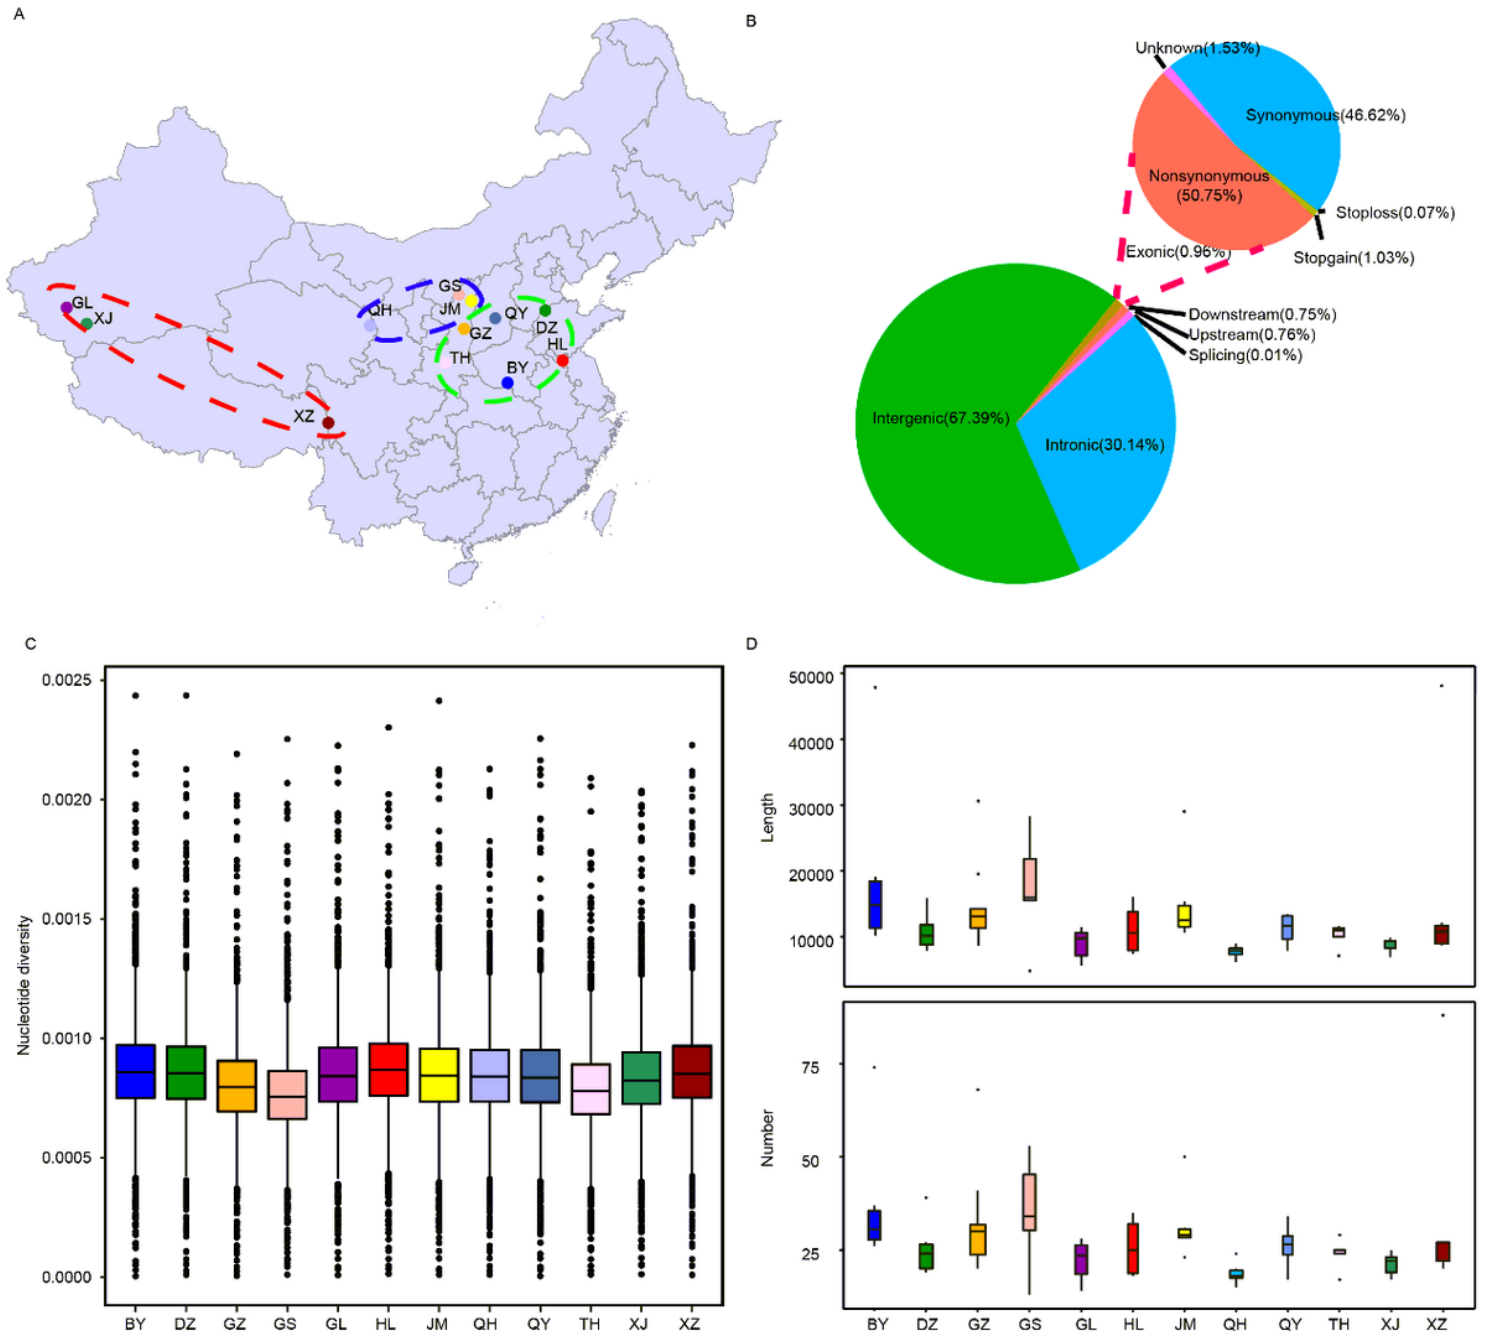 A
GL
XJ
XZ
QH
GS
JM
GZ
QY
DZ
HL
TH
BY
B
Unknown(1.53%)
Synonymous(46.62%)
Nonsynonymous
(50.75%)
Stoploss(0.07%)
Stopgain(1.03%)
Exonic(0.96%)
Downstream(0.75%)
Upstream(0.76%)
Splicing(0.01%)
Intergenic(67.39%)
Intronic(30.14%)
C
Nucleotide diversity
0.0025
0.0020
0.0015
0.0010
0.0005
0.0000
BY DZ GZ GS GL HL JM QH QY TH XJ XZ
D
Length
50000
40000
30000
20000
10000
Number
75
50
25
BY DZ GZ GS GL HL JM QH QY TH XJ XZ